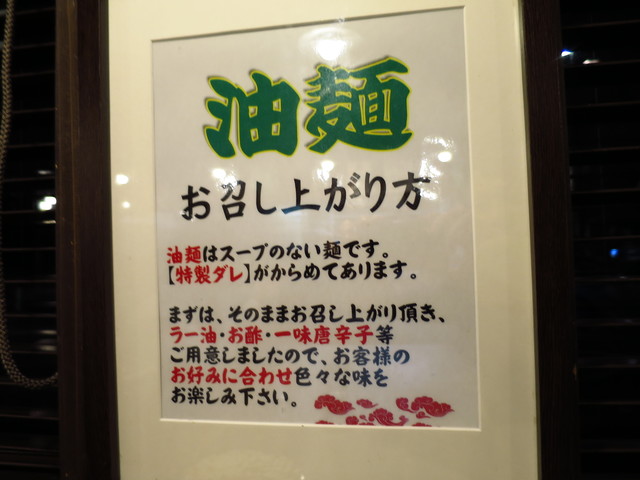 油麺
お召し上がり方
油麺はスープのない麺です。
【特製ダレ】がからめてあります。
まずは、そのままお召し上がり頂き、
ラー油・お酢・一味唐辛子等
ご用意しましたので、お客様の
お好みに合わせ色々な味を
お楽しみ下さい。